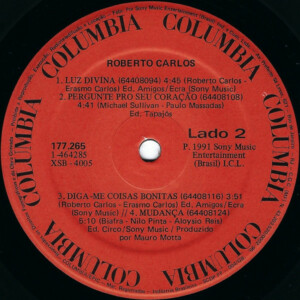 COLUMBIA COLUMBIA COLUMBIA COLUMBIA COLUMBIA
ROBERTO CARLOS
1. LUZ DIVINA (64408094) 4:45 (Roberto Carlos -
Erasmo Carlos) Ed. Amigos/Ecra (Sony Music)
2. PERGUNTE PRO SEU CORAÇÃO (64408108)
4:41 (Michael Sullivan - Paulo Massadas)
Ed. Tapajós
Lado 2
177.265
1-464285
XSB - 4005
P. 1991 Sony Music
Entertainment
(Brasil) I.C.L.
3. DIGA-ME COISAS BONITAS (64408116) 3:51
(Roberto Carlos - Erasmo Carlos) Ed. Amigos/Ecra
(Sony Music) // 4. MUDANÇA (64408124)
5:10 (Biafra - Nilo Pinta - Aloysio Reis)
Ed. Circo/Sony Music / Produzido
por Mauro Motta